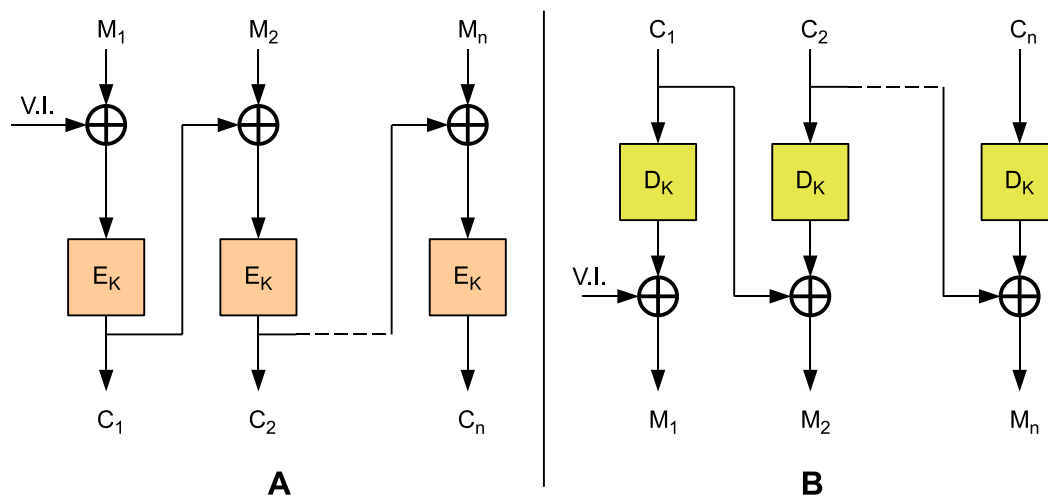 M1 M2 Mn
V.I.
EK EK EK
C1 C2 Cn
A
C1 C2 Cn
DK DK DK
V.I.
M1 M2 Mn
B